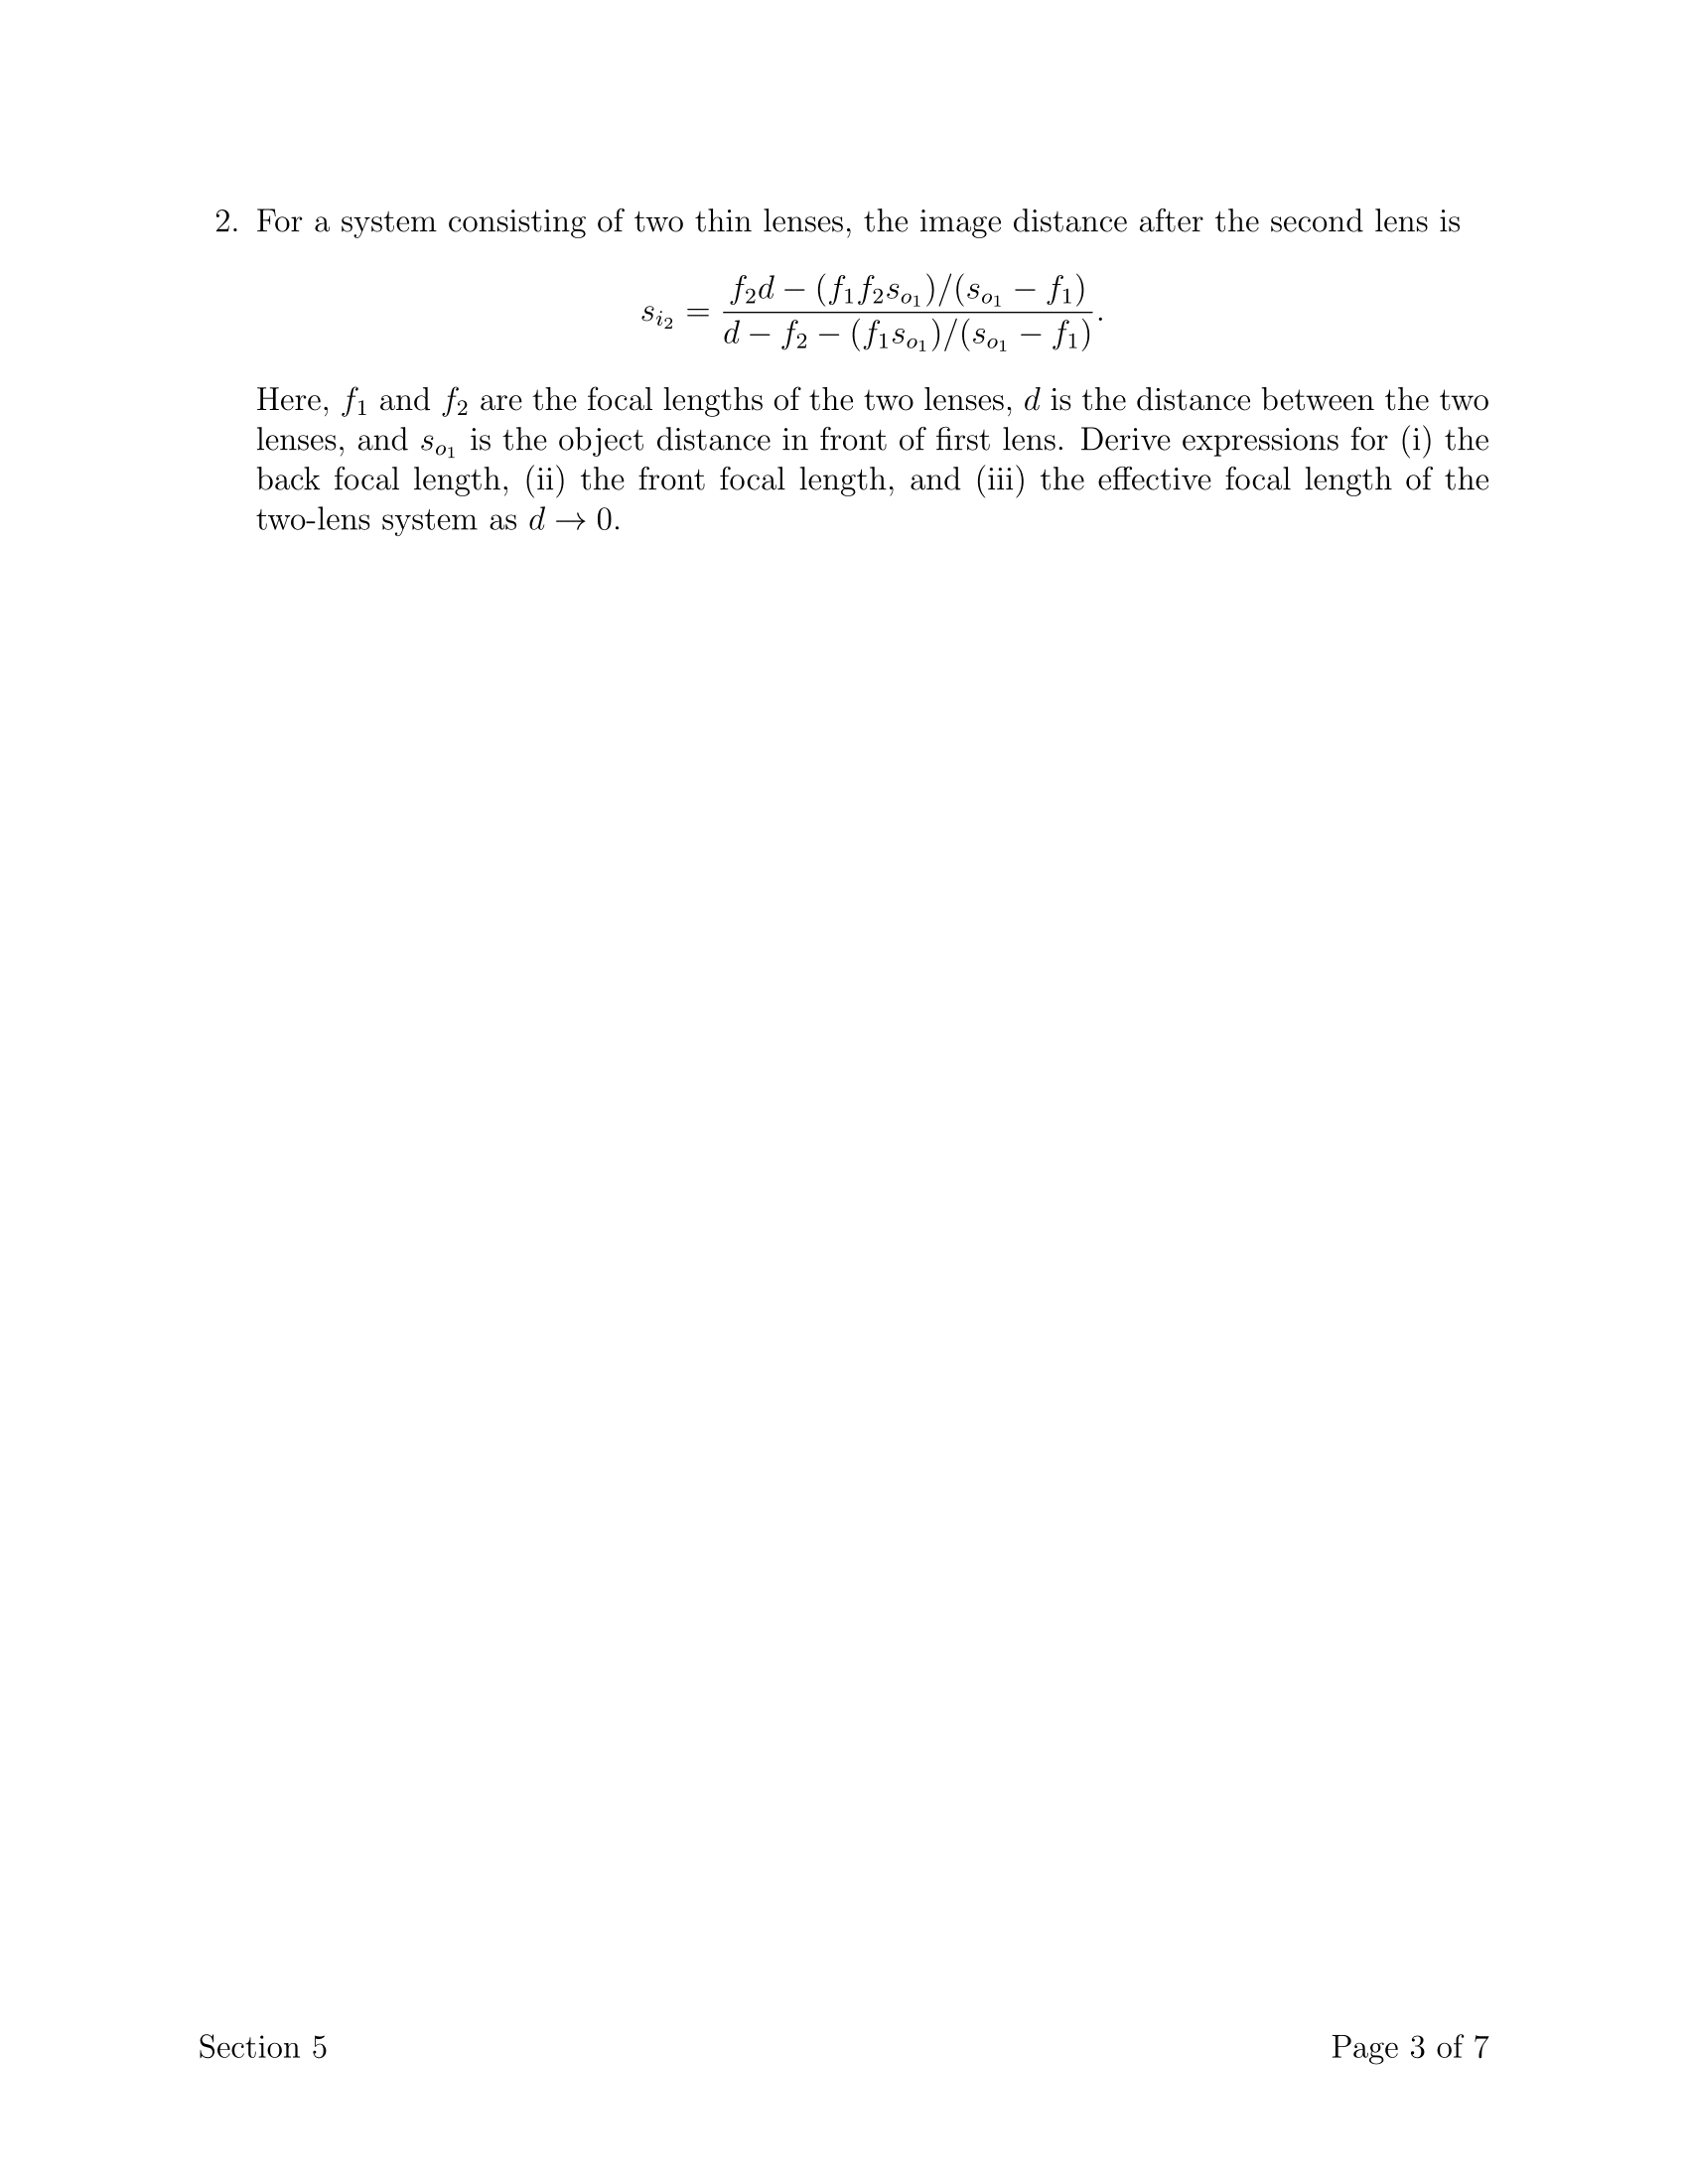 2. For a system consisting of two thin lenses, the image distance after the second lens is
$$s_{i_2} = \frac{f_2 d - (f_1 f_2 s_{o_1})/(s_{o_1} - f_1)}{d - f_2 - (f_1 s_{o_1})/(s_{o_1} - f_1)}.$$
Here, $f_1$ and $f_2$ are the focal lengths of the two lenses, $d$ is the distance between the two
lenses, and $s_{o_1}$ is the object distance in front of first lens. Derive expressions for (i) the
back focal length, (ii) the front focal length, and (iii) the effective focal length of the
two-lens system as $d \to 0$.
Section 5
Page 3 of 7